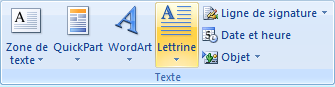 Zone de texte
QuickPart
WordArt
Lettrine
Ligne de signature
Date et heure
Objet
Texte